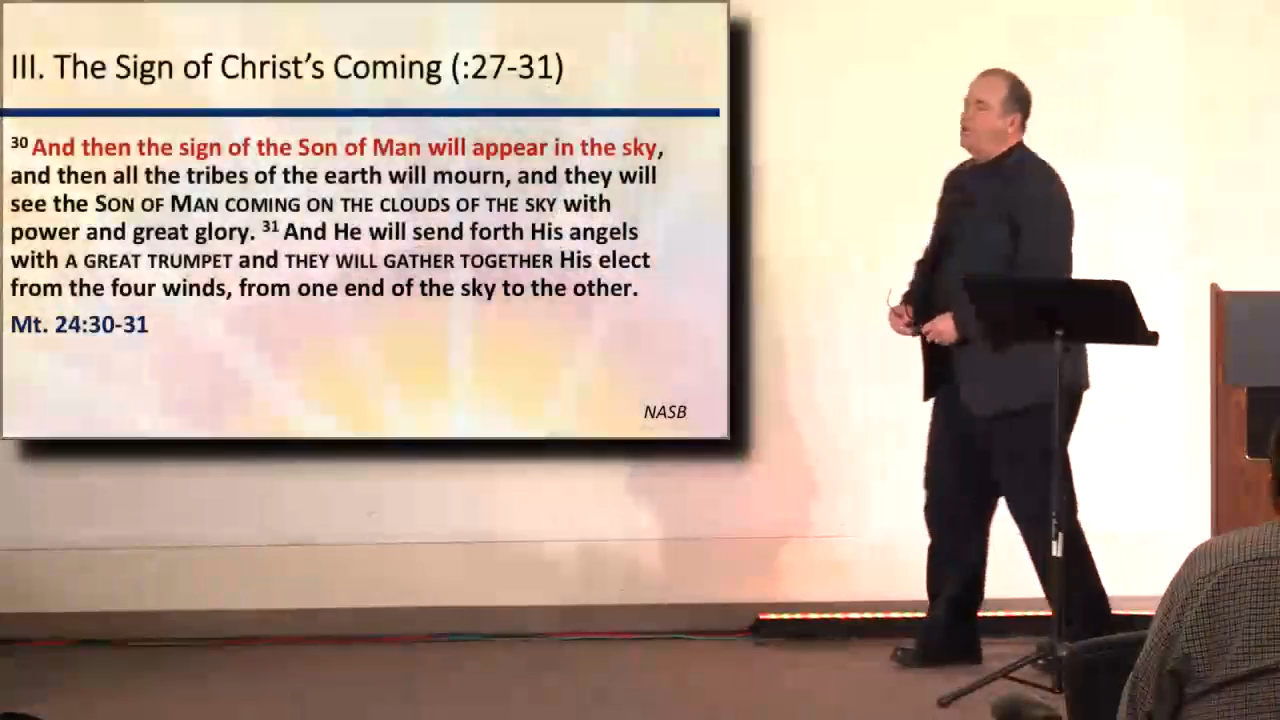 III. The Sign of Christ's Coming (:27-31)
30 And then the sign of the Son of Man will appear in the sky,
and then all the tribes of the earth will mourn, and they will
see the SON OF MAN COMING ON THE CLOUDS OF THE SKY with
power and great glory. 31 And He will send forth His angels
with A GREAT TRUMPET and THEY WILL GATHER TOGETHER His elect
from the four winds, from one end of the sky to the other.
Mt. 24:30-31
NASB